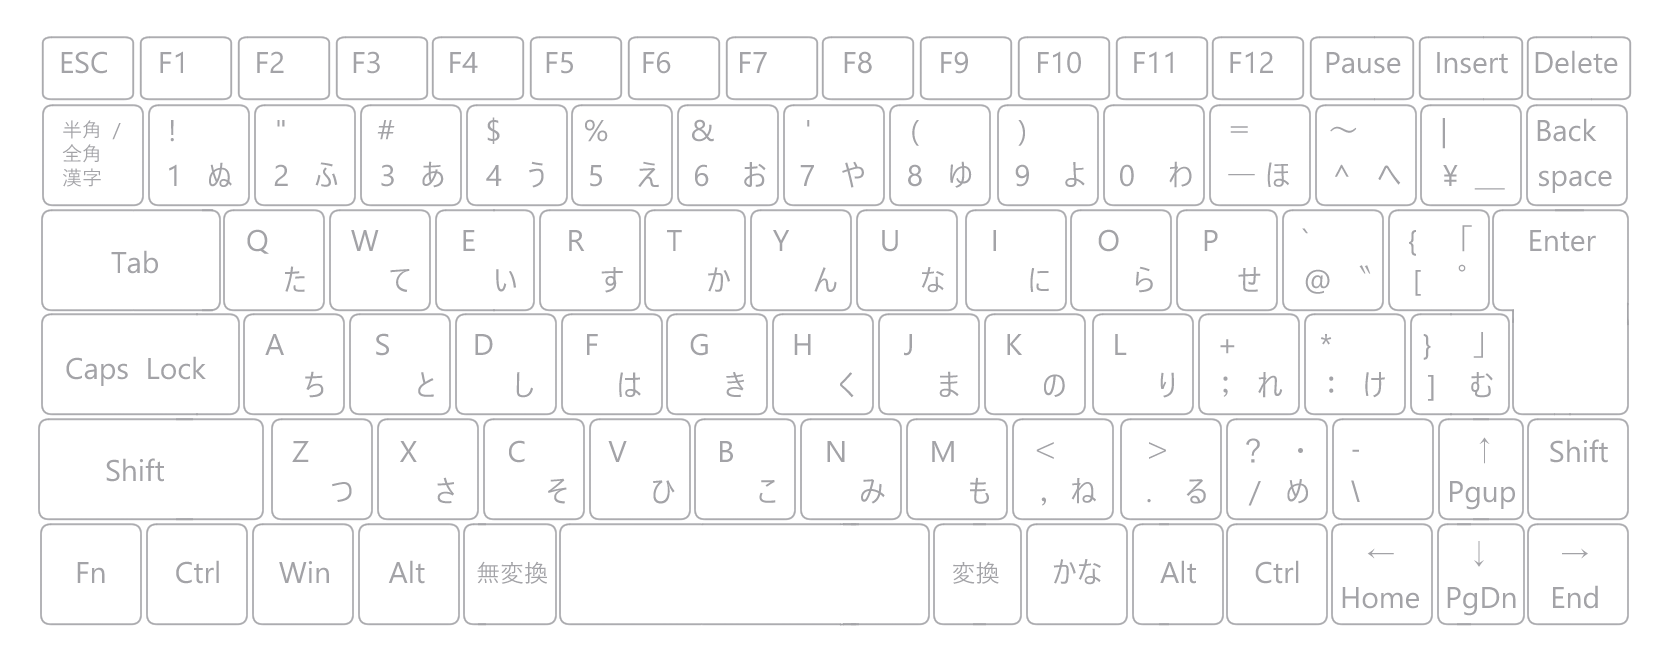 ESC F1 F2 F3 F4 F5 F6 F7 F8 F9 F10 F11 F12 Pause Insert Delete
半角 / ! " # $ % & ' ( ) = ～ | Back
全角
漢字 1 ぬ 2 ふ 3 あ 4 う 5 え 6 お 7 や 8 ゆ 9 よ 0 わ — ほ ^ へ ¥ __ space
Q W E R T Y U I O P ` { 「 Enter
Tab た て い す か ん な に ら せ @ ゛ [ ゜
A S D F G H J K L + * } 」
Caps Lock ち と し は き く ま の り ; れ : け ] む
Z X C V B N M < > ? ・ - ↑ Shift
Shift つ さ そ ひ こ み も , ね . る / め \ Pgup
Fn Ctrl Win Alt 無変換 変換 かな Alt Ctrl ← ↓ →
Home PgDn End